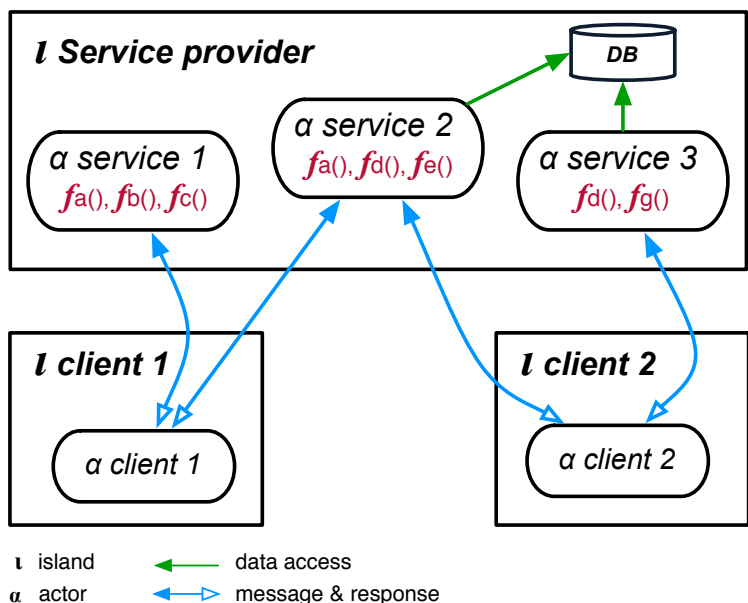 ι Service provider
DB
α service 1
fa(), fb(), fc()
α service 2
fa(), fd(), fe()
α service 3
fd(), fg()
ι client 1
α client 1
ι client 2
α client 2
ι island
data access
α actor
message & response